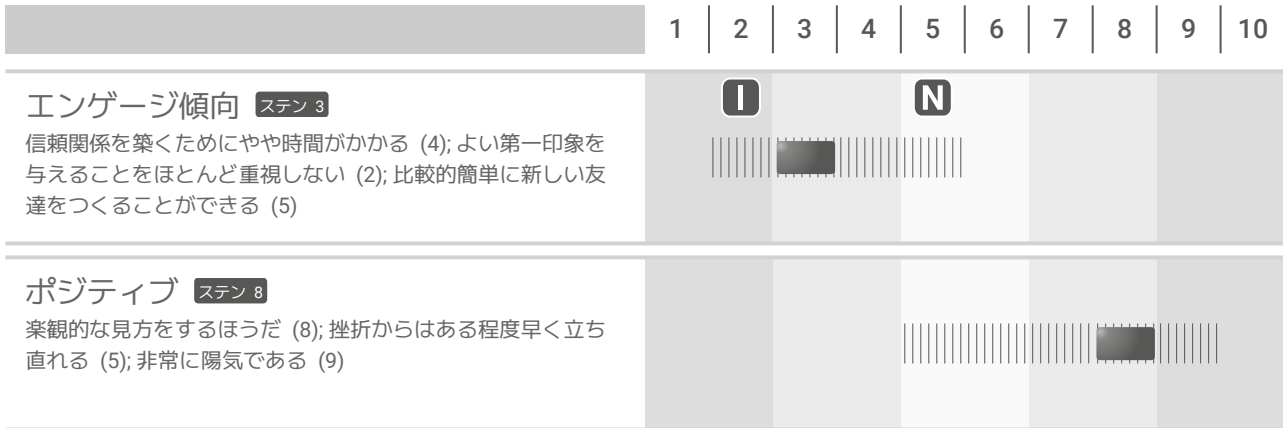 1 2 3 4 5 6 7 8 9 10
エンゲージ傾向 ステン 3
I N
信頼関係を築くためにやや時間がかかる (4); よい第一印象を
与えることをほとんど重視しない (2); 比較的簡単に新しい友
達をつくることができる (5)
ポジティブ ステン 8
楽観的な見方をするほうだ (8); 挫折からはある程度早く立ち
直れる (5); 非常に陽気である (9)